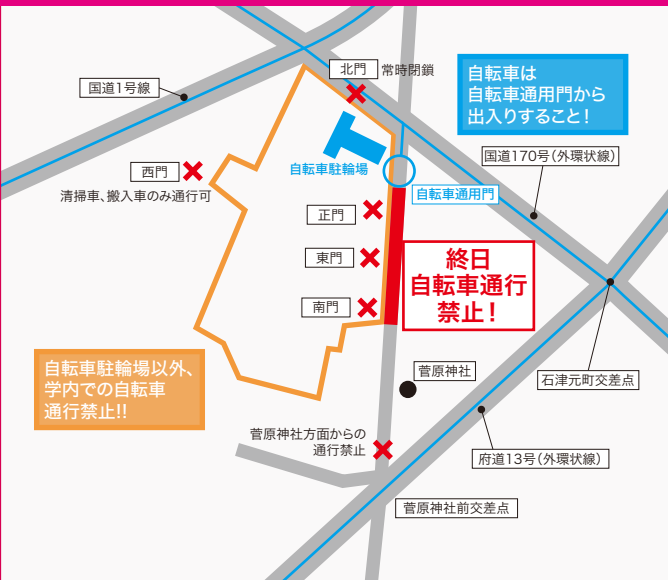 北門
常時閉鎖
自転車は
自転車通用門から
出入りすること!
国道1号線
国道170号(外環状線)
西門
自転車駐輪場
清掃車、搬入車のみ通行可
自転車通用門
正門
東門
終日
自転車通行
禁止!
南門
自転車駐輪場以外、
学内での自転車
通行禁止!!
菅原神社
石津元町交差点
菅原神社方面からの
通行禁止
府道13号(外環状線)
菅原神社前交差点